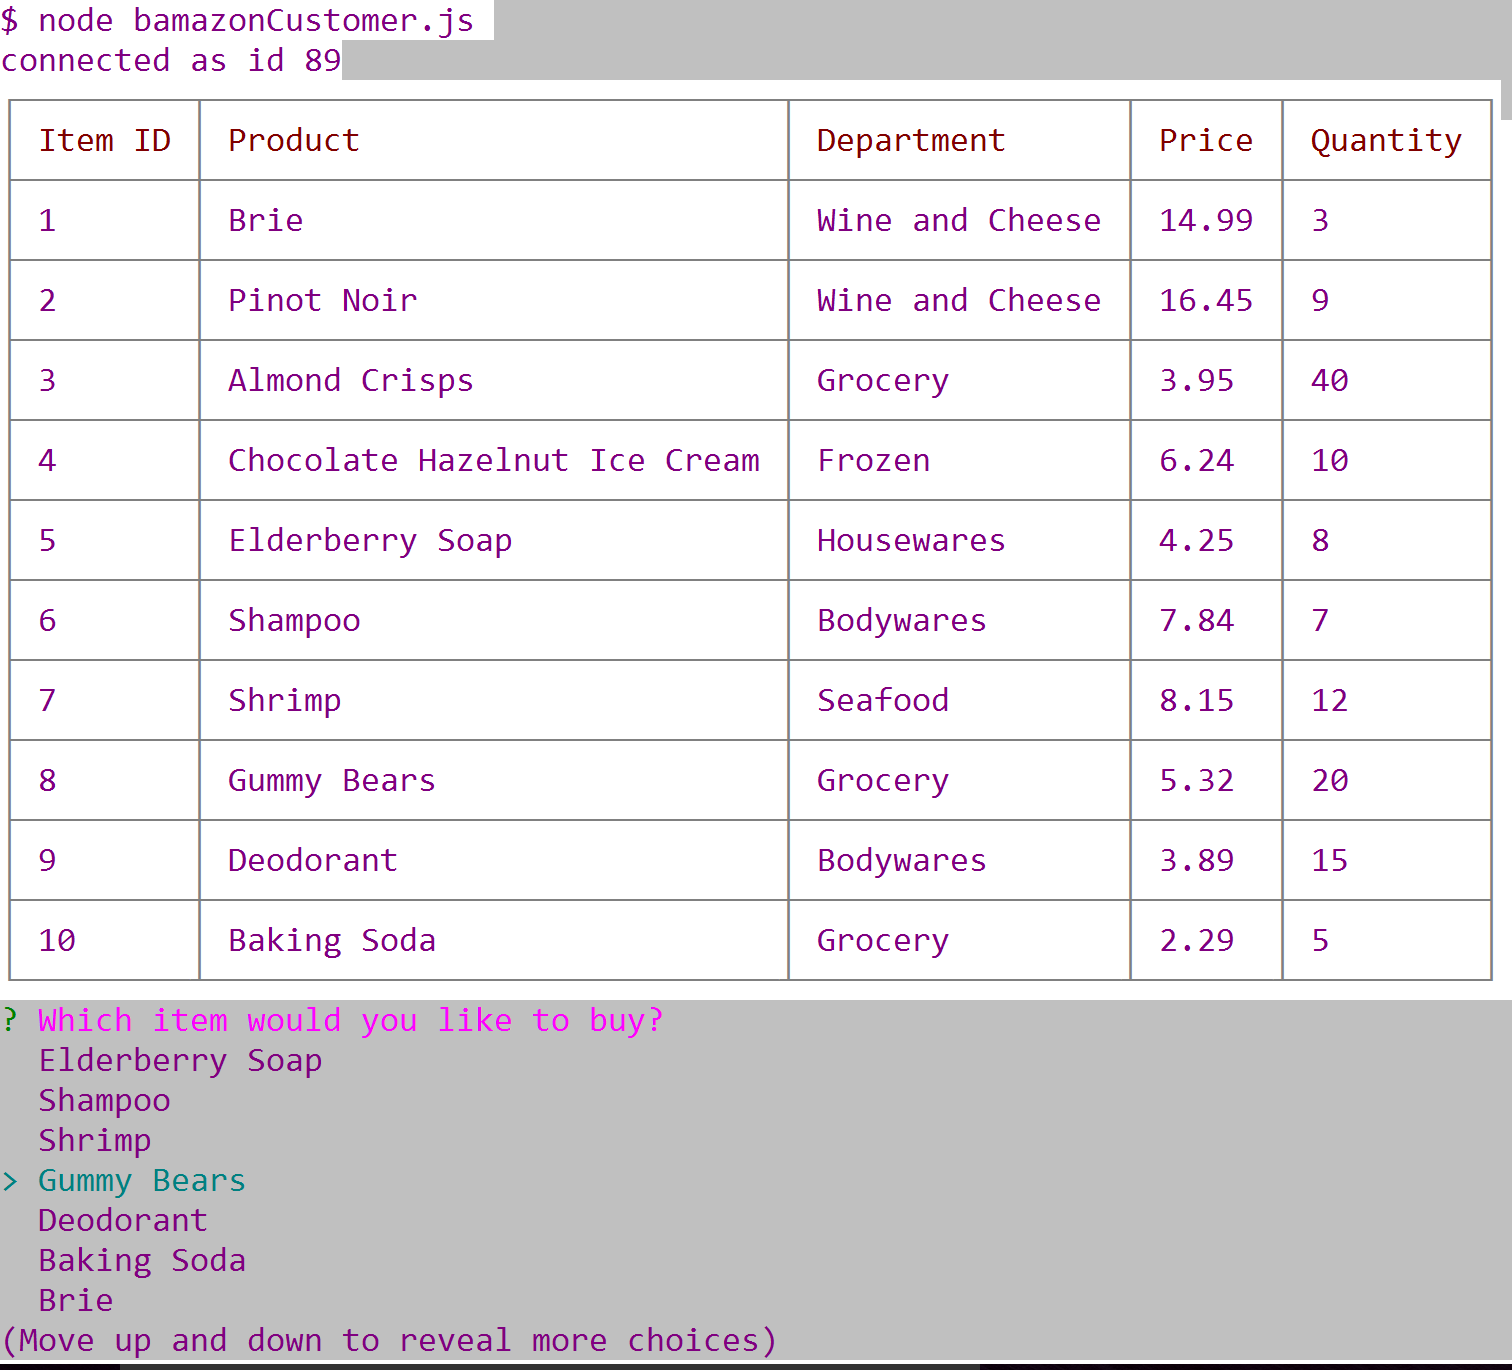 $ node bamazonCustomer.js
connected as id 89
Item ID Product Department Price Quantity
1 Brie Wine and Cheese 14.99 3
2 Pinot Noir Wine and Cheese 16.45 9
3 Almond Crisps Grocery 3.95 40
4 Chocolate Hazelnut Ice Cream Frozen 6.24 10
5 Elderberry Soap Housewares 4.25 8
6 Shampoo Bodywares 7.84 7
7 Shrimp Seafood 8.15 12
8 Gummy Bears Grocery 5.32 20
9 Deodorant Bodywares 3.89 15
10 Baking Soda Grocery 2.29 5
? Which item would you like to buy?
Elderberry Soap
Shampoo
Shrimp
> Gummy Bears
Deodorant
Baking Soda
Brie
(Move up and down to reveal more choices)